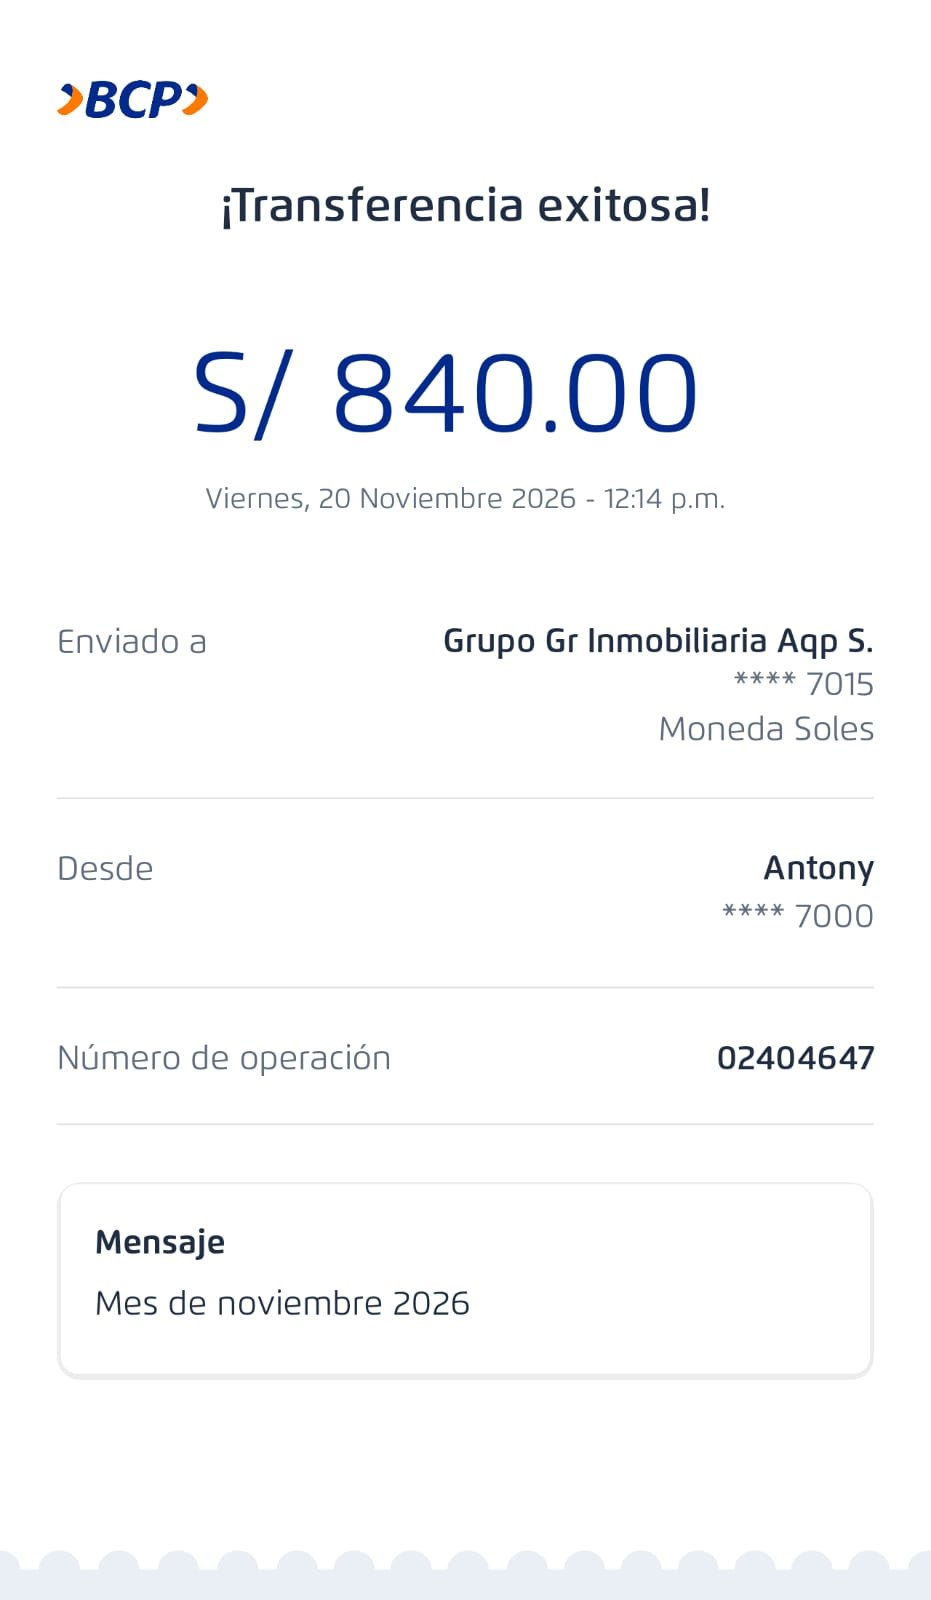 BCP
¡Transferencia exitosa!
S/ 840.00
Viernes, 20 Noviembre 2026 - 12:14 p.m.
Enviado a
Grupo Gr Inmobiliaria Aqp S.
**** 7015
Moneda Soles
Desde
Antony
**** 7000
Número de operación
02404647
Mensaje
Mes de noviembre 2026